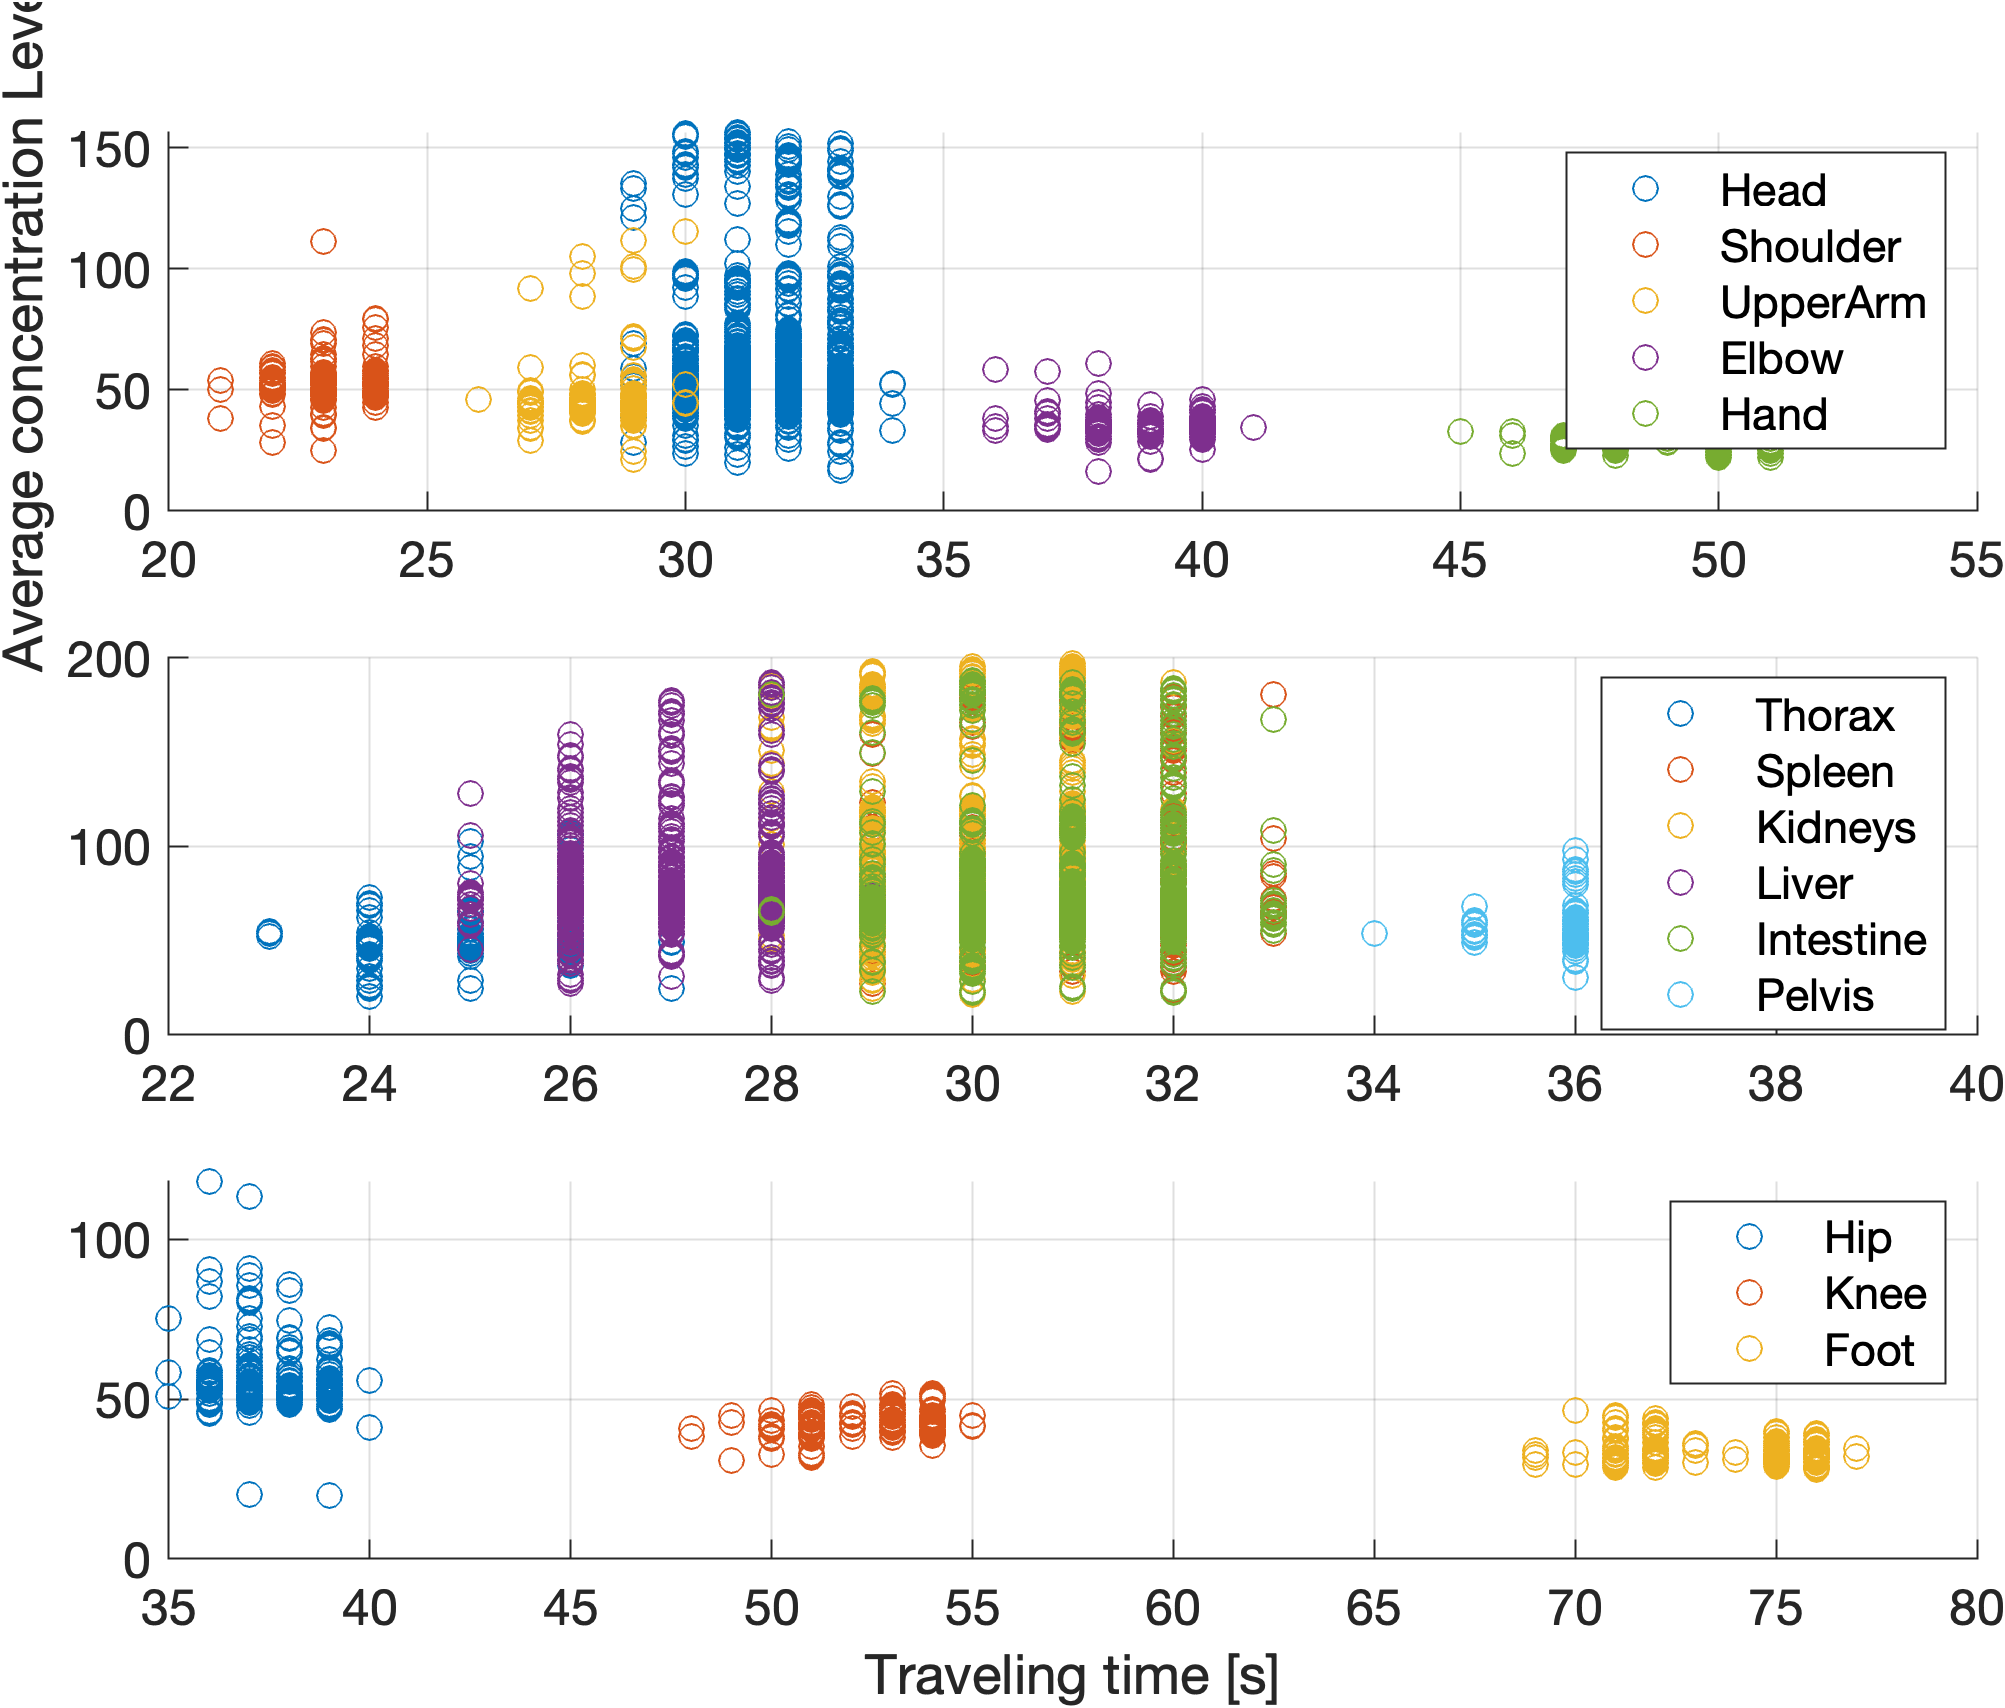 Average concentration Leve
150
100
50
0
20 25 30 35 40 45 50 55
Head
Shoulder
UpperArm
Elbow
Hand
200
100
0
22 24 26 28 30 32 34 36 38 40
Thorax
Spleen
Kidneys
Liver
Intestine
Pelvis
100
50
0
35 40 45 50 55 60 65 70 75 80
Hip
Knee
Foot
Traveling time [s]